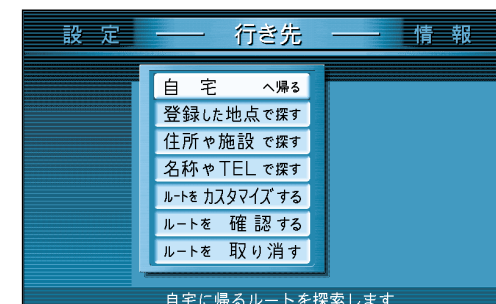 設 定 行き先 情 報
自 宅 へ帰る
登録した地点で探す
住所や施設で探す
名称やTELで探す
ルートをカスタマイズする
ルートを 確認する
ルートを 取り消す
自宅に帰るルートを探索します